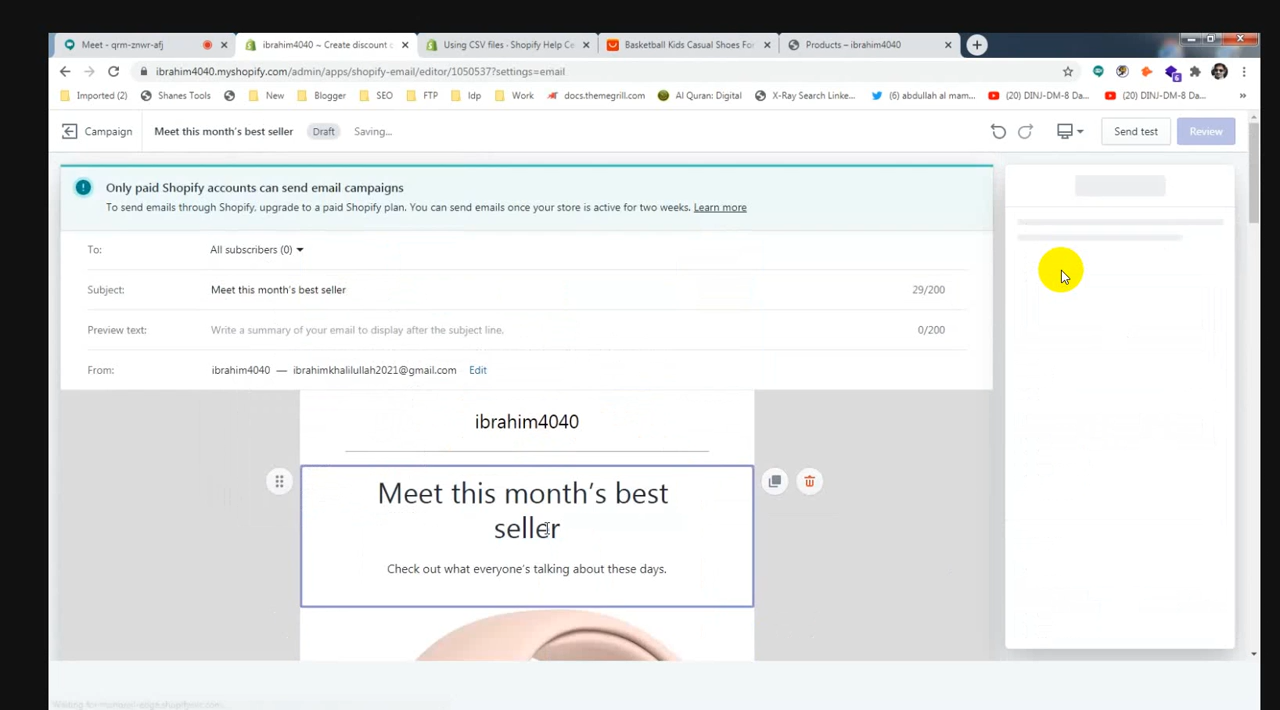 Meet - qrm-znwr-afj
ibrahim4040 ~ Create discount c
Using CSV files - Shopify Help Ce
Basketball Kids Casual Shoes For
Products – ibrahim4040
ibrahim4040.myshopify.com/admin/apps/shopify-email/editor/1050537?settings=email
Imported (2)
Shanes Tools
New
Blogger
SEO
FTP
Idp
Work
docs.themegrill.com
Al Quran: Digital
X-Ray Search Linke...
(6) abdullah al mam...
(20) DINJ-DM-8 Da...
(20) DINJ-DM-8 Da...
»
Campaign
Meet this month's best seller
Draft
Saving...
Send test
Review
Only paid Shopify accounts can send email campaigns
To send emails through Shopify, upgrade to a paid Shopify plan. You can send emails once your store is active for two weeks. Learn more
To:
All subscribers (0)
Subject:
Meet this month's best seller
29/200
Preview text:
Write a summary of your email to display after the subject line.
0/200
From:
ibrahim4040 — ibrahimkhalilullah2021@gmail.com
Edit
ibrahim4040
Meet this month's best
seller
Check out what everyone's talking about these days.